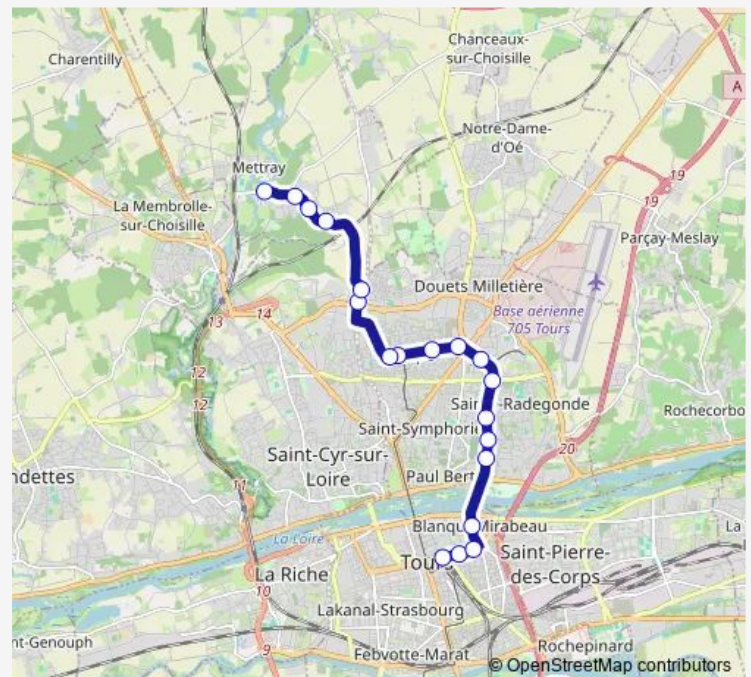 Chanceaux-
sur-Choisille
Charentilly
A
Notre-Dame-
d'Oé
Mettray
19
La Membrolle-
sur-Choisille
19
Parçay-Meslay
Douets Milletière
Base aérienne
705 Tours
14
13
12
12
Radegonde
Rochecorbo
Saint-Symphorie
20
Saint-Cyr-sur-
Loire
ndettes
Paul Bert
11
Blanqu Mirabeau
La
La Loire
Tour
Saint-Pierre-
des-Corps
La Riche
10
Lakanal-Strasbourg
nt-Genouph
9
Febvotte-Marat
Rochepinard
© OpenStreetMap contributors